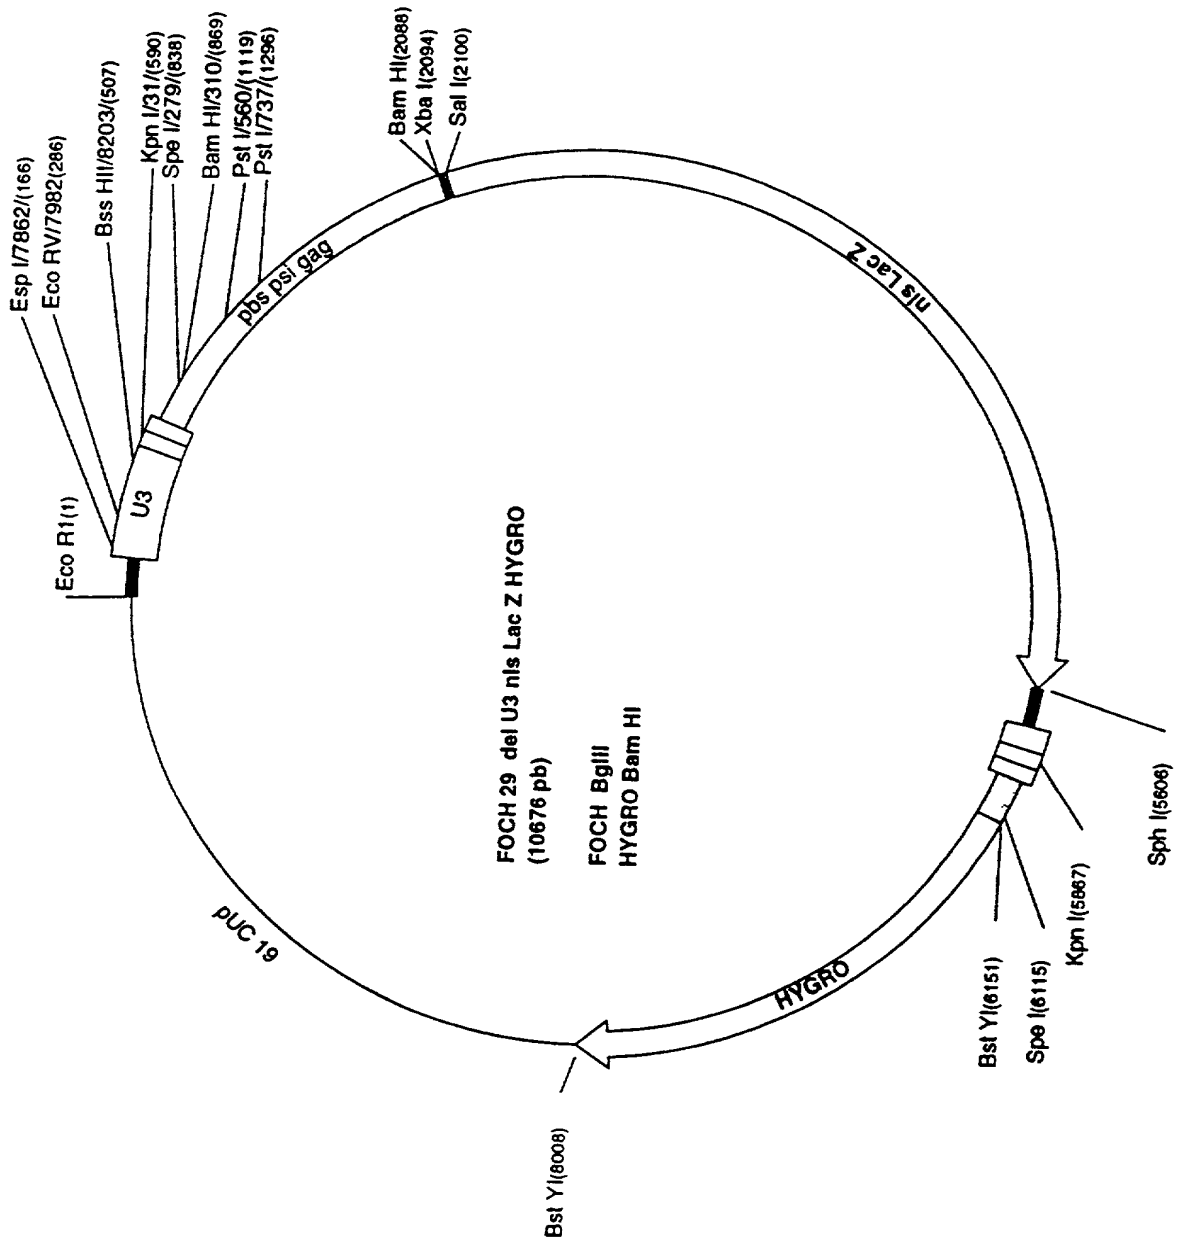 Eco R1(1)
Esp I/7862/(166)
Eco RV/7982(286)
Bss HII/8203/(507)
Kpn I/31/(590)
Spe I/279/(838)
Bam HI/310/(869)
Pst I/560/(1119)
Pst I/737/(1296)
Bam HI(2088)
Xba I(2094)
Sal I(2100)
U3
pbs psi gag
nls Lac Z
FOCH 29 del U3 nls Lac Z HYGRO
(10676 pb)
FOCH BglII
HYGRO Bam HI
pUC 19
HYGRO
Sph I(5606)
Kpn I(5867)
Spe I(6115)
Bst YI(6151)
Bst YI(8008)